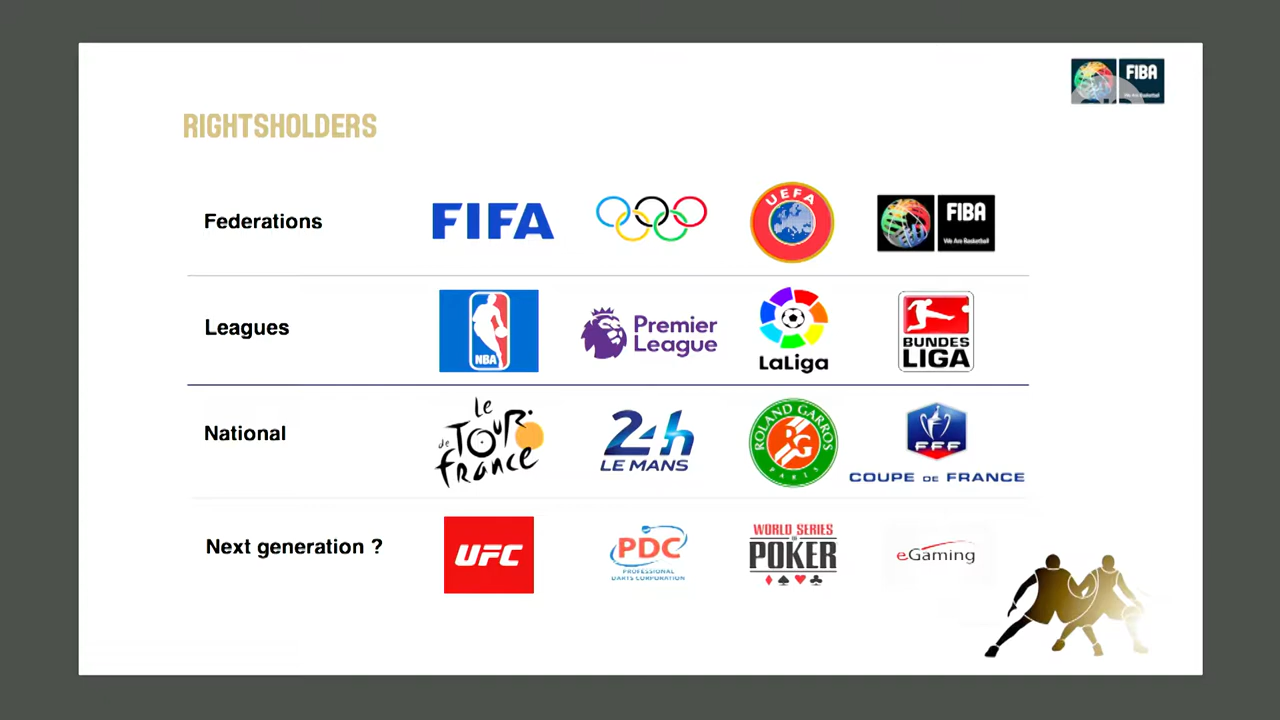 FIBA
We Are Basketball
RIGHTSHOLDERS
Federations
FIFA
UEFA
FIBA
We Are Basketball
Leagues
NBA
Premier
League
LaLiga
BUNDES
LIGA
National
le
de TOUR
france
24h
LE MANS
ROLAND GARROS
RG
PARIS
FFF
COUPE DE FRANCE
Next generation ?
UFC
PDC
PROFESSIONAL
DARTS CORPORATION
WORLD SERIES
OF
POKER
eGaming